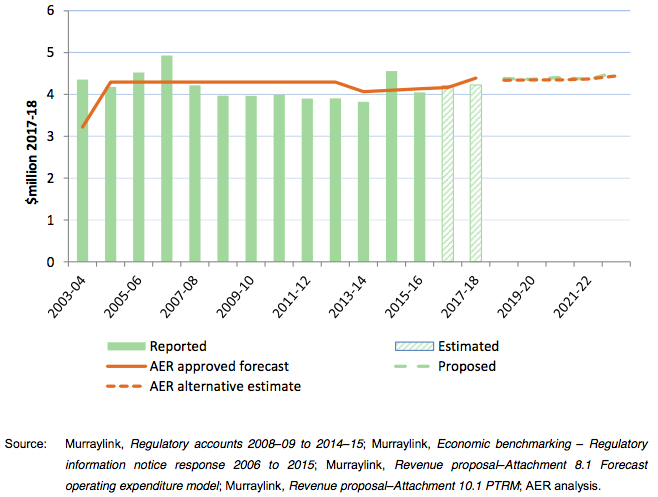 6
5
4
3
2
1
0
$million 2017-18
2003-04
2005-06
2007-08
2009-10
2011-12
2013-14
2015-16
2017-18
2019-20
2021-22
Reported
Estimated
AER approved forecast
Proposed
AER alternative estimate
Source: Murraylink, Regulatory accounts 2008–09 to 2014–15; Murraylink, Economic benchmarking – Regulatory
information notice response 2006 to 2015; Murraylink, Revenue proposal–Attachment 8.1 Forecast
operating expenditure model; Murraylink, Revenue proposal–Attachment 10.1 PTRM; AER analysis.